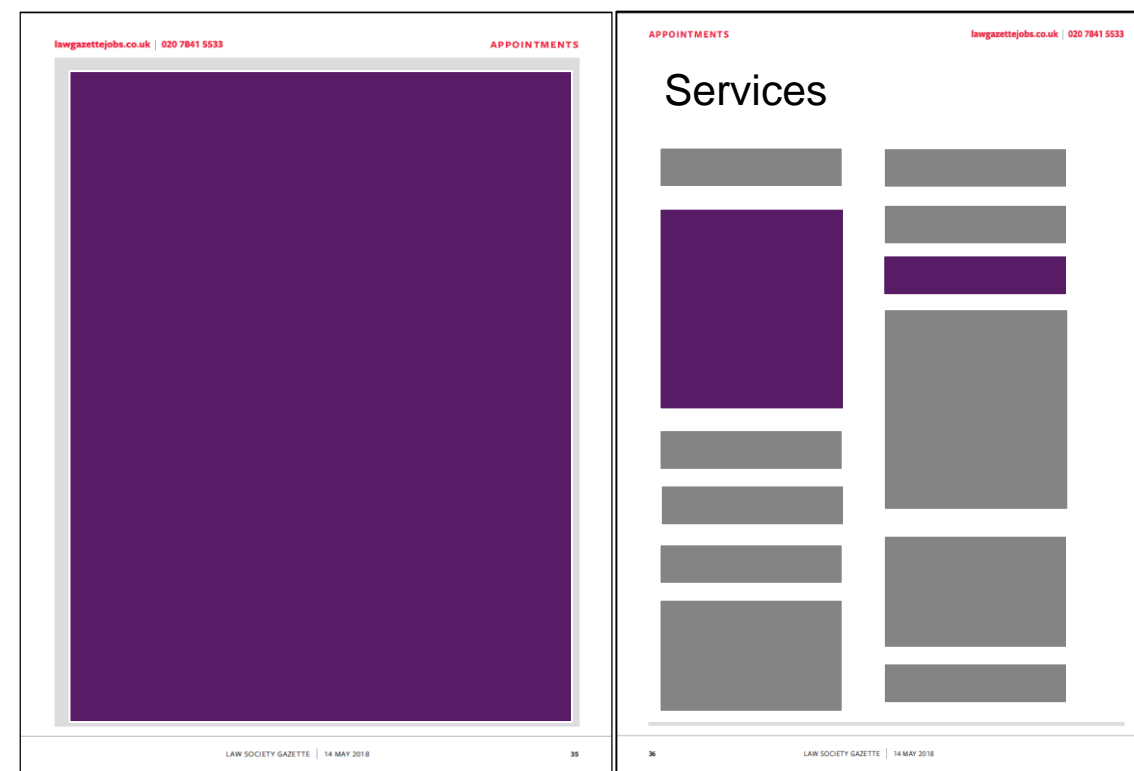 lawgazettejobs.co.uk | 020 7841 5533
APPOINTMENTS
LAW SOCIETY GAZETTE | 14 MAY 2018
35
APPOINTMENTS
lawgazettejobs.co.uk | 020 7841 5533
Services
36
LAW SOCIETY GAZETTE | 14 MAY 2018